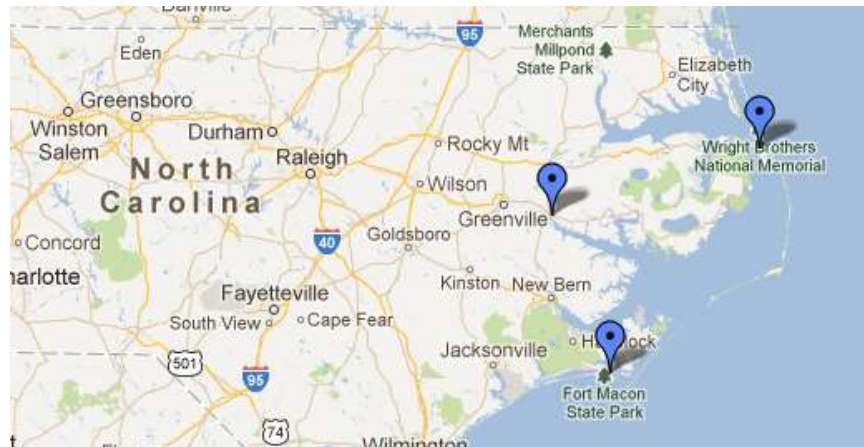 Danville
Eden
95
Merchants
Millpond
State Park
Elizabeth
City
Greensboro
Winston
Salem
Durham
Rocky Mt
Wright Brothers
National Memorial
Raleigh
North
Carolina
Wilson
Greenville
Concord
40
Goldsboro
harlotte
Kinston
New Bern
Fayetteville
South View
Cape Fear
501
Jacksonville
95
Fort Macon
State Park
74
Wilmington